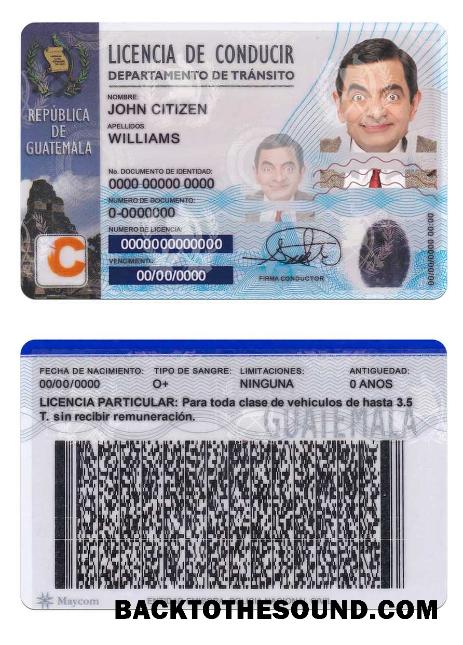 LICENCIA DE CONDUCIR
DEPARTAMENTO DE TRÁNSITO
REPÚBLICA
DE
GUATEMALA
NOMBRE:
JOHN CITIZEN
APELLIDOS
WILLIAMS
No. DOCUMENTO DE IDENTIDAD:
0000 00000 0000
NUMERO DE DOCUMENTO:
0-0000000
NUMERO DE LICENCIA:
0000000000000
VENCIMIENTO:
00/00/0000
C
FIRMA CONDUCTOR
00/00/0000 00:00
FECHA DE NACIMIENTO: TIPO DE SANGRE: LIMITACIONES: ANTIGUEDAD:
00/00/0000 O+ NINGUNA 0 ANOS
LICENCIA PARTICULAR: Para toda clase de vehiculos de hasta 3.5
T. sin recibir remuneración.
GUATEMALA
Maycom
BACKTOTHESOUND.COM